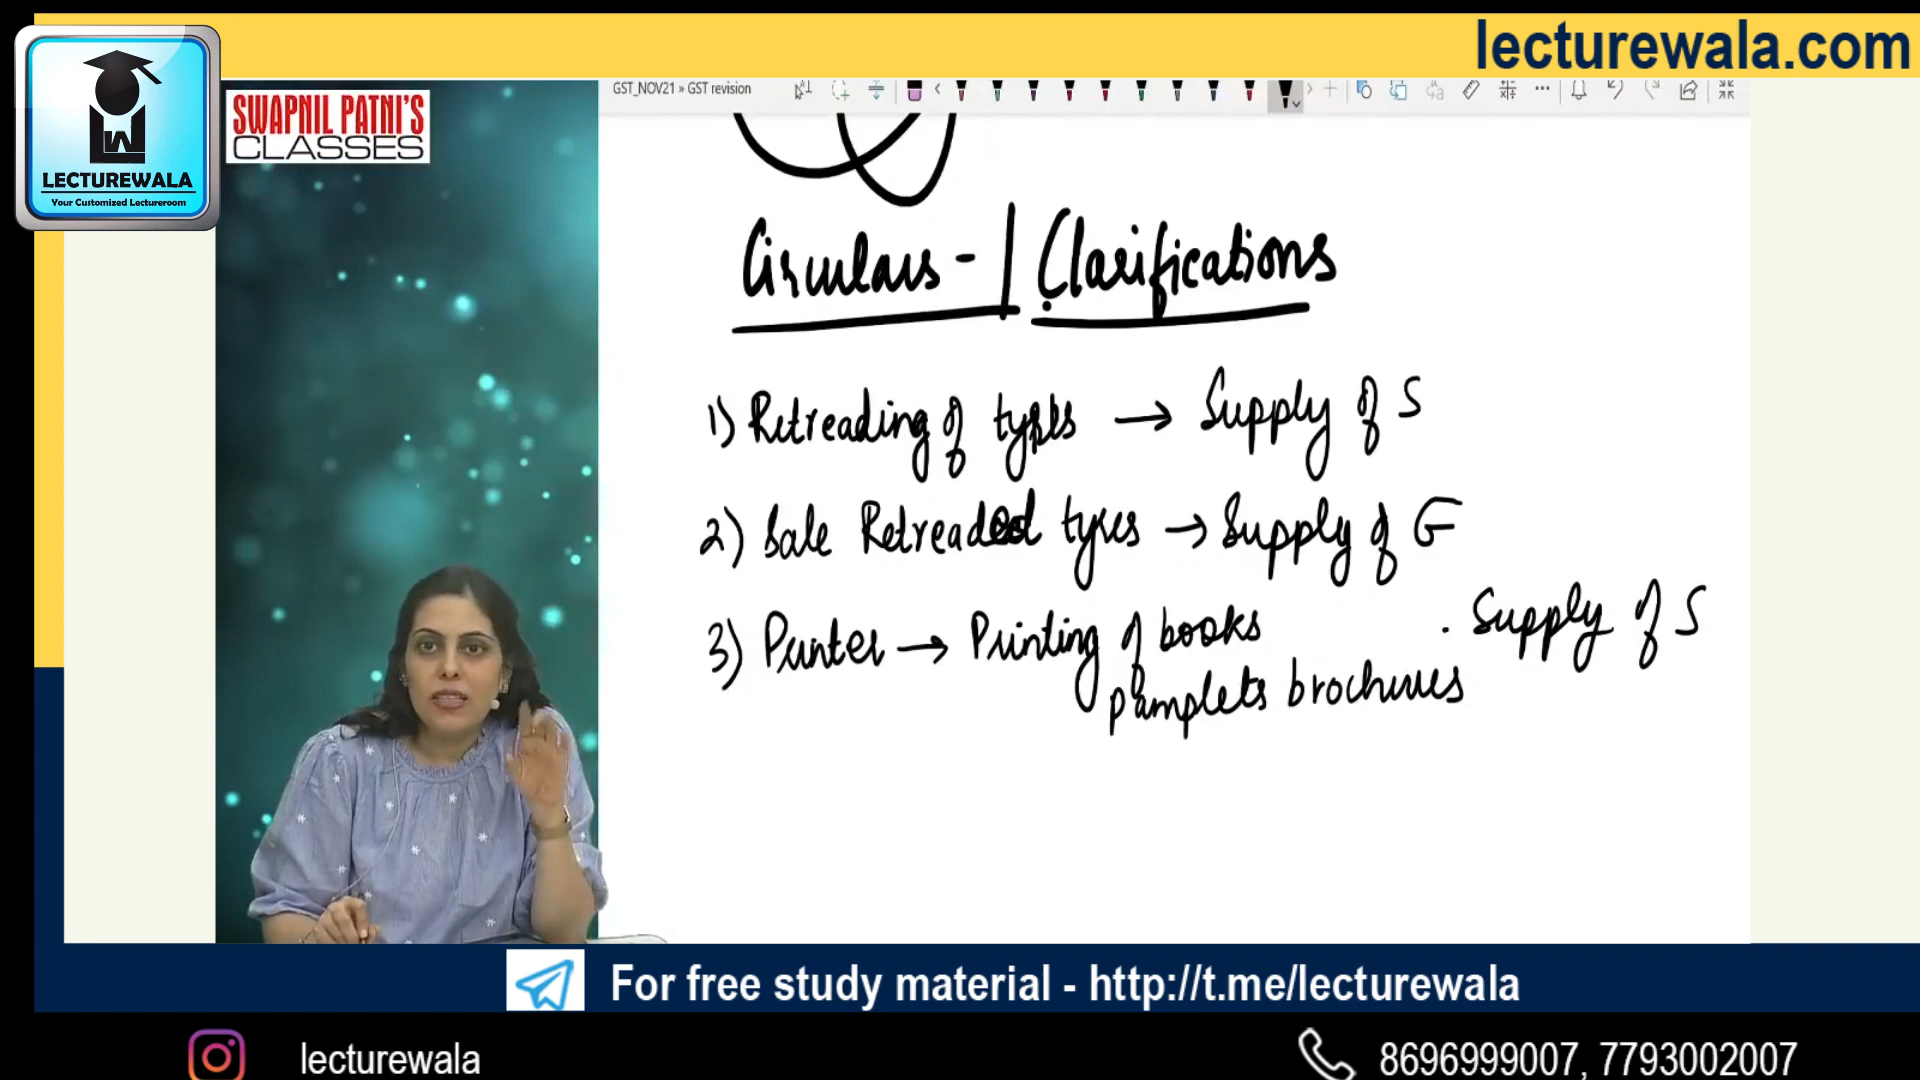 lecturewala.com
LW
LECTUREWALA
Your Customized Lectureroom
SWAPNIL PATNI'S
CLASSES
GST_NOV21 » GST revision
Circulars - | Clarifications
1) Retreading of tyres → Supply of S
2) Sale Retreaded tyres → Supply of G
3) Printer → Printing of books . Supply of S
pamplets brochures
For free study material - http://t.me/lecturewala
lecturewala
8696999007, 7793002007